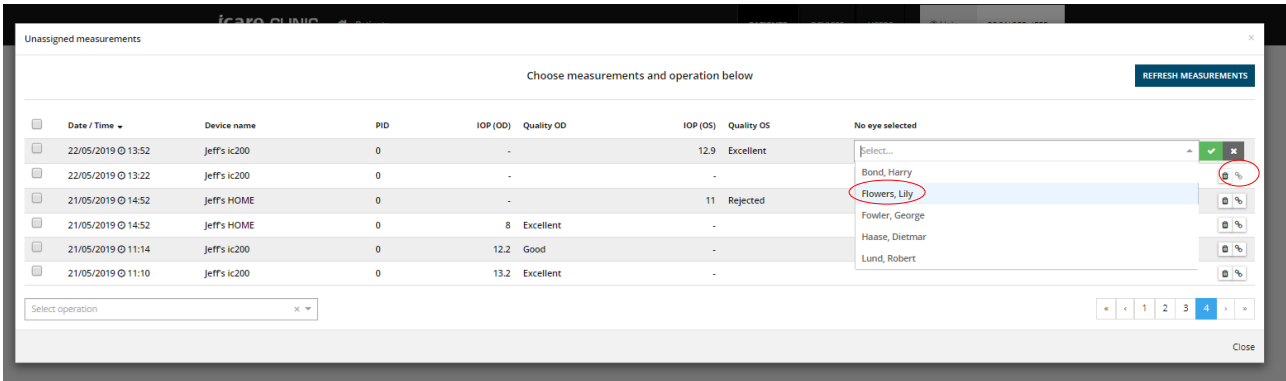 icare CLINIC
Unassigned measurements ×
Choose measurements and operation below REFRESH MEASUREMENTS
Date / Time Device name PID IOP (OD) Quality OD IOP (OS) Quality OS No eye selected
22/05/2019 13:52 Jeff's ic200 0 - 12.9 Excellent Select...
22/05/2019 13:22 Jeff's ic200 0 - - Bond, Harry
21/05/2019 14:52 Jeff's HOME 0 - 11 Rejected Flowers, Lily
21/05/2019 14:52 Jeff's HOME 0 8 Excellent - Fowler, George
21/05/2019 11:14 Jeff's ic200 0 12.2 Good - Haase, Dietmar
21/05/2019 11:10 Jeff's ic200 0 13.2 Excellent - Lund, Robert
Select operation × « ‹ 1 2 3 4 › »
Close